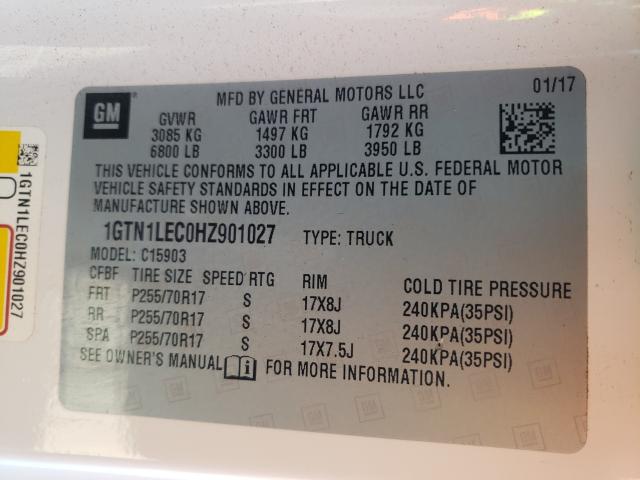 GM
MFD BY GENERAL MOTORS LLC 01/17
GVWR GAWR FRT GAWR RR
3085 KG 1497 KG 1792 KG
6800 LB 3300 LB 3950 LB
THIS VEHICLE CONFORMS TO ALL APPLICABLE U.S. FEDERAL MOTOR
VEHICLE SAFETY STANDARDS IN EFFECT ON THE DATE OF
MANUFACTURE SHOWN ABOVE.
1GTN1LEC0HZ901027 TYPE: TRUCK
MODEL: C15903
CFBF TIRE SIZE SPEED RTG RIM COLD TIRE PRESSURE
FRT P255/70R17 S 17X8J 240KPA(35PSI)
RR P255/70R17 S 17X8J 240KPA(35PSI)
SPA P255/70R17 S 17X7.5J 240KPA(35PSI)
SEE OWNER'S MANUAL FOR MORE INFORMATION.
1GTN1LEC0HZ901027